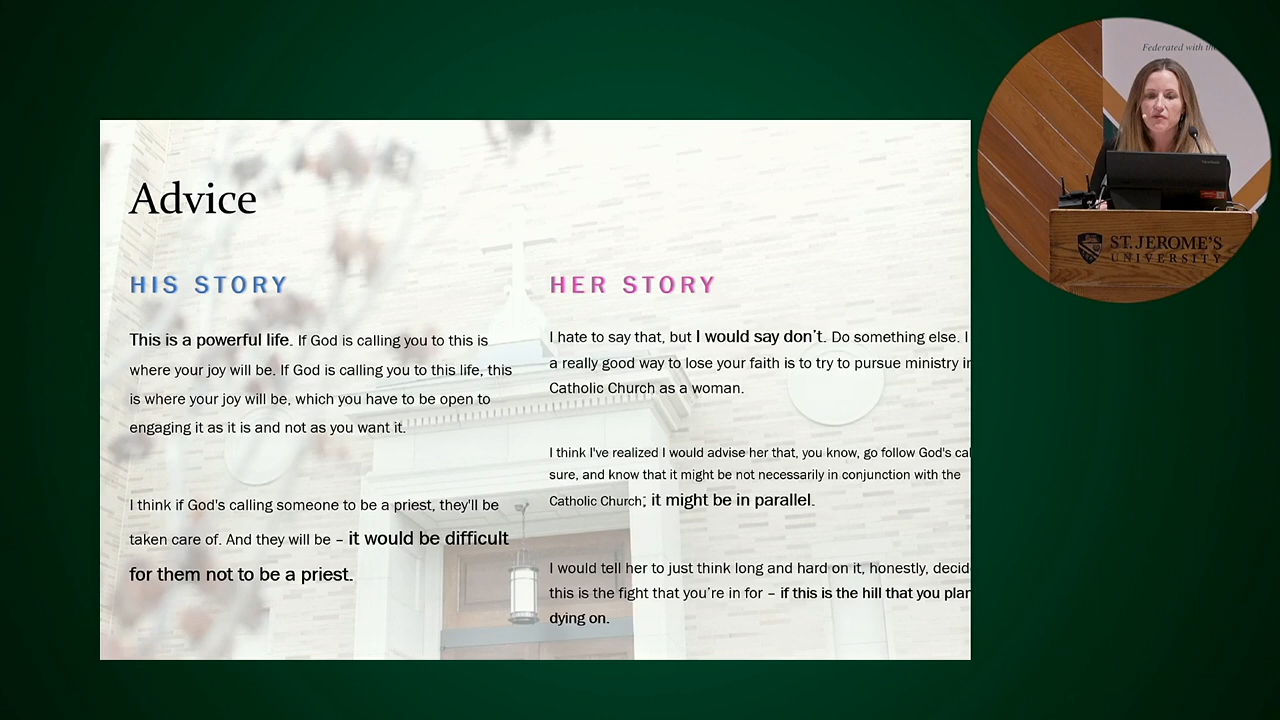 Federated with the
ST. JEROME'S
UNIVERSITY
Advice
HIS STORY
This is a powerful life. If God is calling you to this is
where your joy will be. If God is calling you to this life, this
is where your joy will be, which you have to be open to
engaging it as it is and not as you want it.
I think if God's calling someone to be a priest, they'll be
taken care of. And they will be – it would be difficult
for them not to be a priest.
HER STORY
I hate to say that, but I would say don't. Do something else. I
a really good way to lose your faith is to try to pursue ministry in
Catholic Church as a woman.
I think I've realized I would advise her that, you know, go follow God's
sure, and know that it might be not necessarily in conjunction with the
Catholic Church; it might be in parallel.
I would tell her to just think long and hard on it, honestly,
this is the fight that you're in for – if this is the hill that you
dying on.